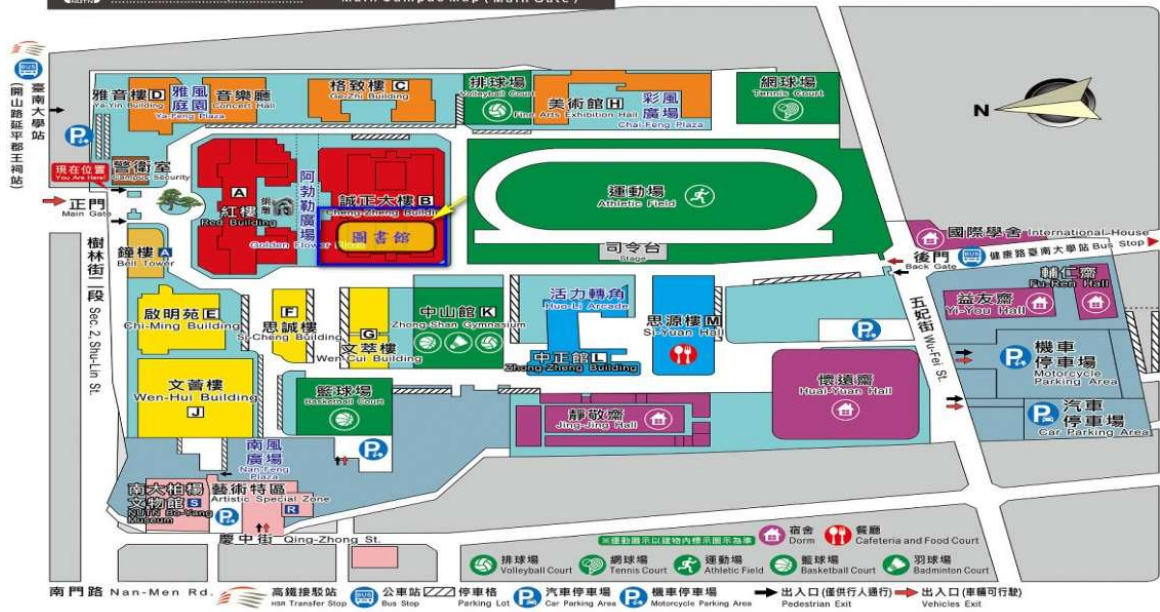 NUTN
Main Campus Map ( Main Gate )
臺南大學站
(開山路延平郡王祠站)
BUS
雅音樓 D
Ya-Yin Building
雅風庭園
Ya-Feng Plaza
音樂廳
Concert Hall
格致樓 C
Ge-Zhi Building
排球場
Volleyball Court
美術館 H
Fine Arts Exhibition Hall
彩風廣場
Chai-Feng Plaza
網球場
Tennis Court
N
現在位置
You Are Here!
警衛室
Campus Security
正門
Main Gate
A
紅樓
Red Building
阿勃勒廣場
誠正大樓 B
Cheng-Zheng Building
圖書館
運動場
Athletic Field
司令台
Stage
國際學舍 International House
後門
Back Gate
BUS
健康路臺南大學站 Bus Stop
鐘樓 A
Bell Tower
樹林街二段 Sec. 2, Shu-Lin St.
啟明苑 E
Chi-Ming Building
F
思誠樓
Si-Cheng Building
G
文萃樓
Wen-Cui Building
中山館 K
Zhong-Shan Gymnasium
活力轉角
Huo-Li Arcade
中正館 L
Zhong-Zheng Building
思源樓 M
Si-Yuan Hall
五妃街 Wu-Fei St.
益友齋
Yi-You Hall
輔仁齋
Fu-Ren Hall
機車
停車場
Motorcycle
Parking Area
汽車
停車場
Car Parking Area
文薈樓
Wen-Hui Building
J
籃球場
Basketball Court
靜敬齋
Jing-Jing Hall
懷遠齋
Huai-Yuan Hall
南風廣場
Nan-Feng
Plaza
南大柏楊
文物館 S
NUTN Bo-Yang
Museum
藝術特區
Artistic Special Zone
R
慶中街 Qing-Zhong St.
※運動圖示以建物內標示圖示為準
宿舍
Dorm
餐廳
Cafeteria and Food Court
排球場
Volleyball Court
網球場
Tennis Court
運動場
Athletic Field
籃球場
Basketball Court
羽球場
Badminton Court
南門路 Nan-Men Rd.
高鐵接駁站
HSR Transfer Stop
公車站
Bus Stop
停車格
Parking Lot
汽車停車場
Car Parking Area
機車停車場
Motorcycle Parking Area
出入口(僅供行人通行)
Pedestrian Exit
出入口(車輛可行駛)
Vehicles Exit